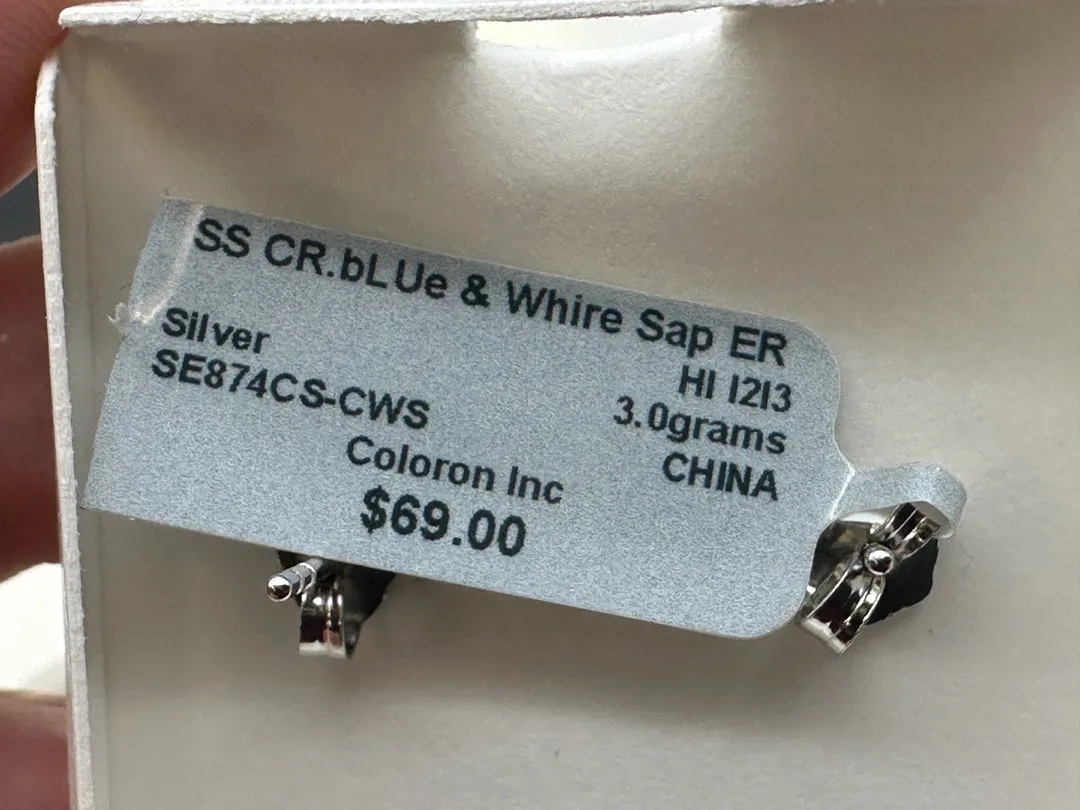 SS CR.bLUe & Whire Sap ER
HI I2I3
Silver
3.0grams
SE874CS-CWS
CHINA
Coloron Inc
$69.00